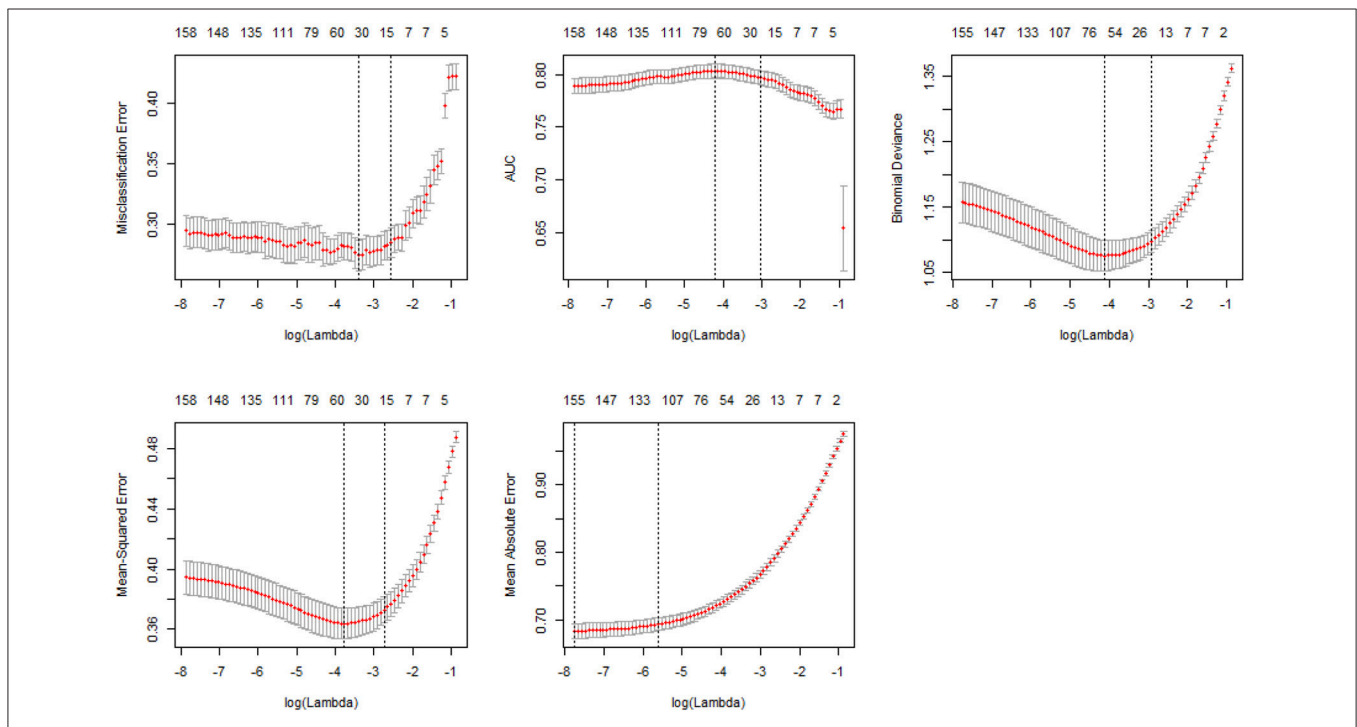 158 148 135 111 79 60 30 15 7 7 5
Misclassification Error
0.40
0.35
0.30
-8 -7 -6 -5 -4 -3 -2 -1
log(Lambda)
158 148 135 111 79 60 30 15 7 7 5
AUC
0.80
0.75
0.70
0.65
-8 -7 -6 -5 -4 -3 -2 -1
log(Lambda)
155 147 133 107 76 54 26 13 7 7 2
Binomial Deviance
1.35
1.25
1.15
1.05
-8 -7 -6 -5 -4 -3 -2 -1
log(Lambda)
158 148 135 111 79 60 30 15 7 7 5
Mean-Squared Error
0.48
0.44
0.40
0.36
-8 -7 -6 -5 -4 -3 -2 -1
log(Lambda)
155 147 133 107 76 54 26 13 7 7 2
Mean Absolute Error
0.90
0.80
0.70
-8 -7 -6 -5 -4 -3 -2 -1
log(Lambda)